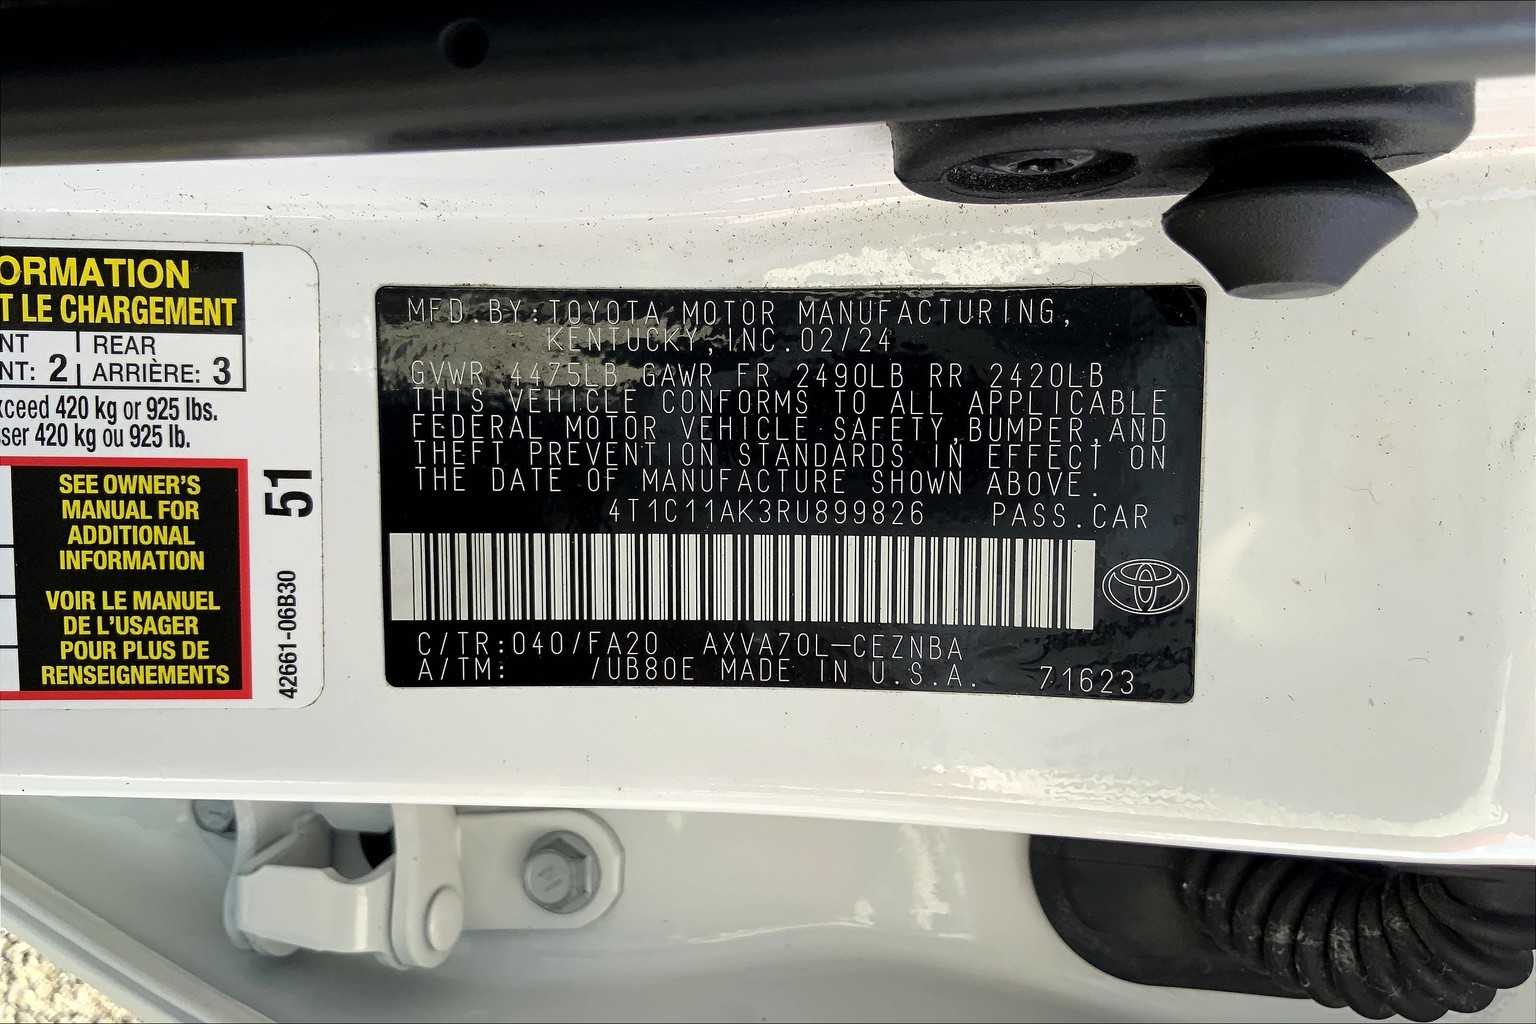 ORMATION
T LE CHARGEMENT
NT REAR
NT: 2 ARRIÈRE: 3
xceed 420 kg or 925 lbs.
sser 420 kg ou 925 lb.
SEE OWNER'S
MANUAL FOR
ADDITIONAL
INFORMATION
VOIR LE MANUEL
DE L'USAGER
POUR PLUS DE
RENSEIGNEMENTS
51
42661-06B30
MFD.BY:TOYOTA MOTOR MANUFACTURING,
KENTUCKY,INC.02/24
GVWR 4475LB GAWR FR 2490LB RR 2420LB
THIS VEHICLE CONFORMS TO ALL APPLICABLE
FEDERAL MOTOR VEHICLE SAFETY,BUMPER,AND
THEFT PREVENTION STANDARDS IN EFFECT ON
THE DATE OF MANUFACTURE SHOWN ABOVE.
4T1C11AK3RU899826 PASS.CAR
C/TR:040/FA20 AXVA70L-CEZNBA
A/TM: /UB80E MADE IN U.S.A. 71623